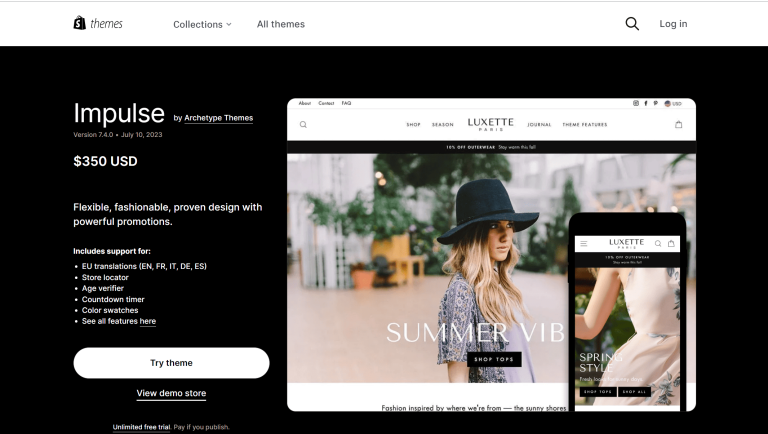 themes
Collections
All themes
Log in
Impulse
by Archetype Themes
Version 7.4.0 • July 10, 2023
$350 USD
Flexible, fashionable, proven design with
powerful promotions.
Includes support for:
• EU translations (EN, FR, IT, DE, ES)
• Store locator
• Age verifier
• Countdown timer
• Color swatches
• See all features here
Try theme
View demo store
Unlimited free trial. Pay if you publish.
About Contact FAQ
USD
SHOP SEASON LUXETTE JOURNAL THEME FEATURES
PARIS
10% OFF OUTERWEAR Stay warm this fall
SUMMER VIB
SHOP TOPS
Fashion inspired by where we're from — the sunny shores
LUXETTE
PARIS
10% OFF OUTERWEAR
Stay warm this fall
SPRING
STYLE
SHOP TOPS SHOP ALL